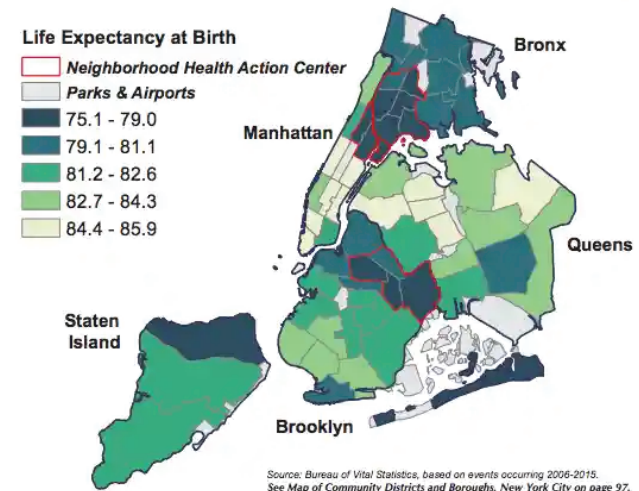 Life Expectancy at Birth
Neighborhood Health Action Center
Parks & Airports
75.1 - 79.0
79.1 - 81.1
81.2 - 82.6
82.7 - 84.3
84.4 - 85.9
Bronx
Manhattan
Queens
Staten
Island
Brooklyn
Source: Bureau of Vital Statistics, based on events occurring 2006-2015.
See Map of Community Districts and Boroughs, New York City on page 97.